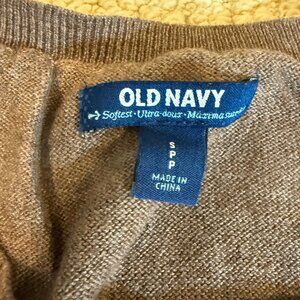 OLD NAVY
Softest · Ultra-doux · Máxima
S
P
P
MADE IN
CHINA